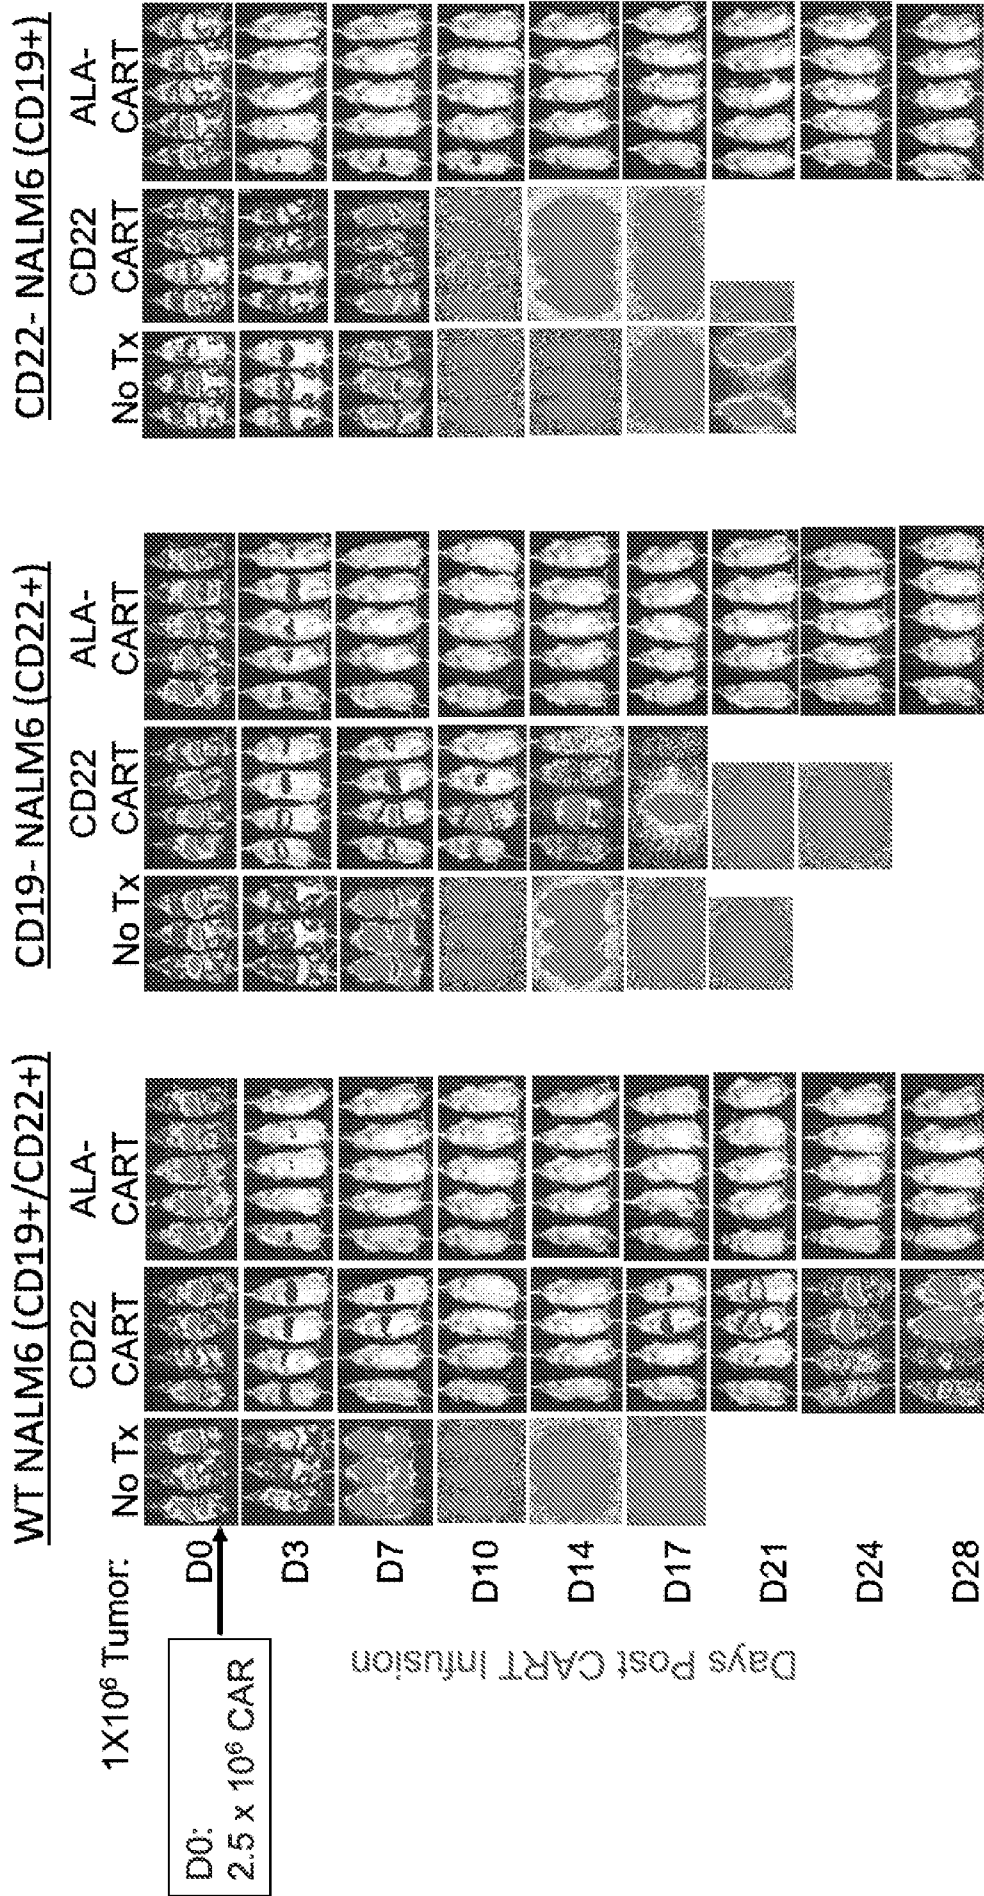 WT NALM6 (CD19+/CD22+)
CD19- NALM6 (CD22+)
CD22- NALM6 (CD19+)
1X10⁶ Tumor:
No Tx
CD22
CART
ALA-
CART
No Tx
CD22
CART
ALA-
CART
No Tx
CD22
CART
ALA-
CART
D0:
2.5 x 10⁶ CAR
D0
D3
D7
D10
D14
D17
D21
D24
D28
Days Post CART Infusion